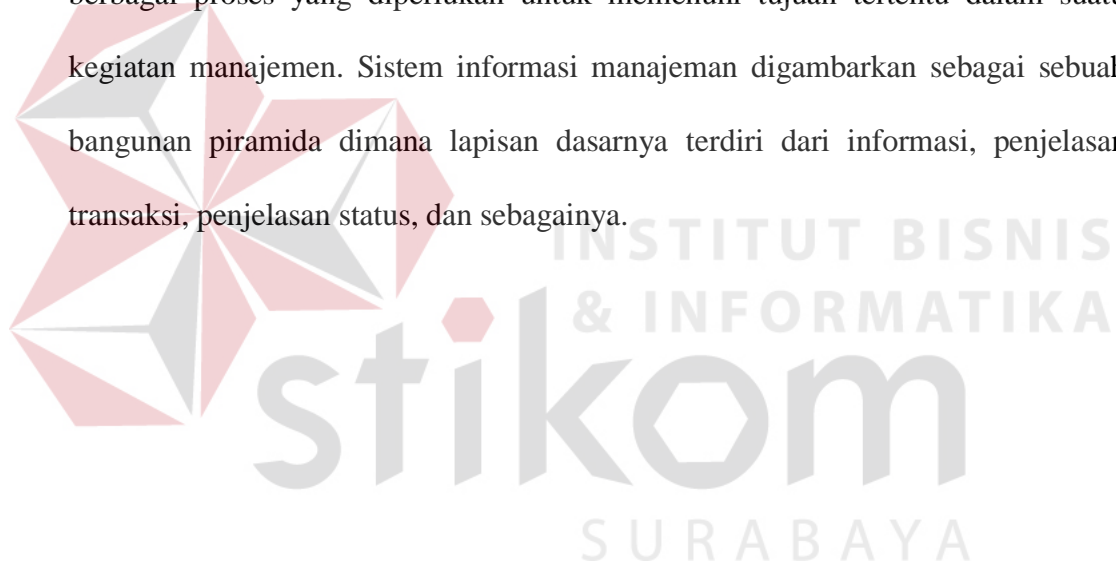 berbagai proses yang diperlukan untuk memenuhi tujuan tertentu dalam suatu
kegiatan manajemen. Sistem informasi manajeman digambarkan sebagai sebuah
bangunan piramida dimana lapisan dasarnya terdiri dari informasi, penjelasan
transaksi, penjelasan status, dan sebagainya.
INSTITUT BISNIS
& INFORMATIKA
stikom
SURABAYA